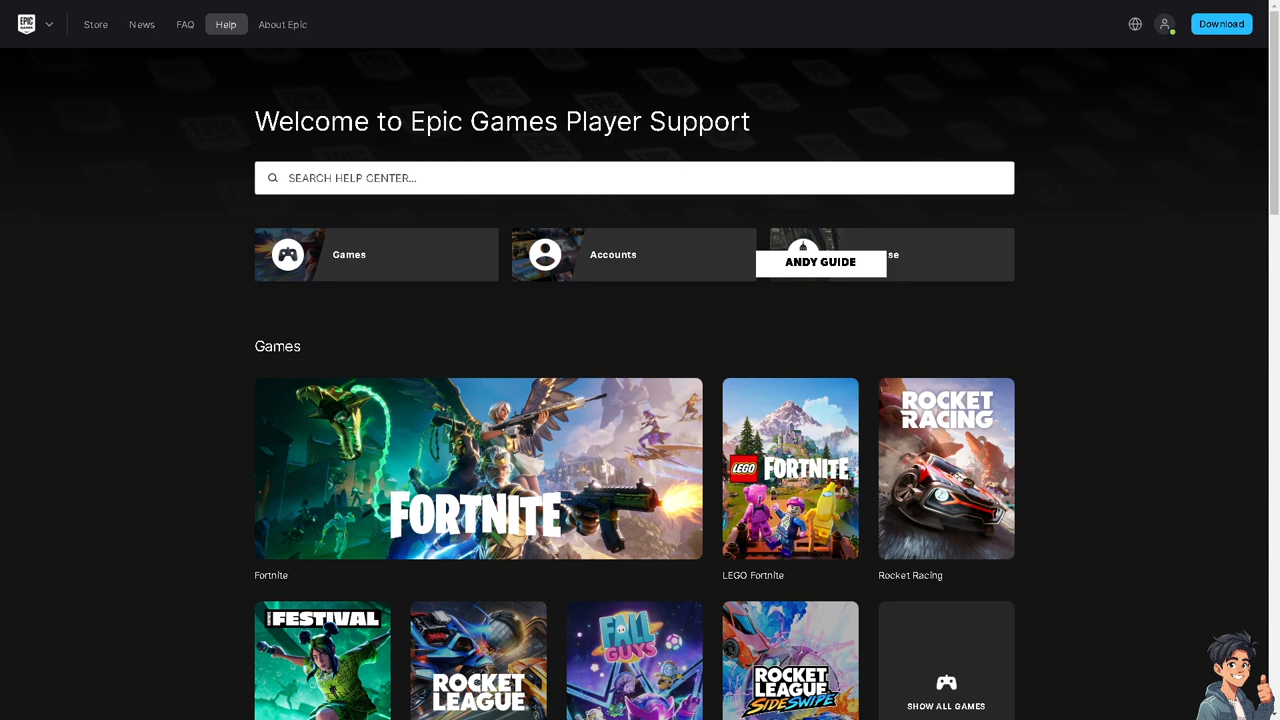 EPIC GAMES
Store
News
FAQ
Help
About Epic
Download
Welcome to Epic Games Player Support
SEARCH HELP CENTER...
Games
Accounts
se
ANDY GUIDE
Games
FORTNITE
LEGO FORTNITE
ROCKET RACING
Fortnite
LEGO Fortnite
Rocket Racing
FESTIVAL
ROCKET LEAGUE
FALL GUYS
ROCKET LEAGUE SIDESWIPE
SHOW ALL GAMES